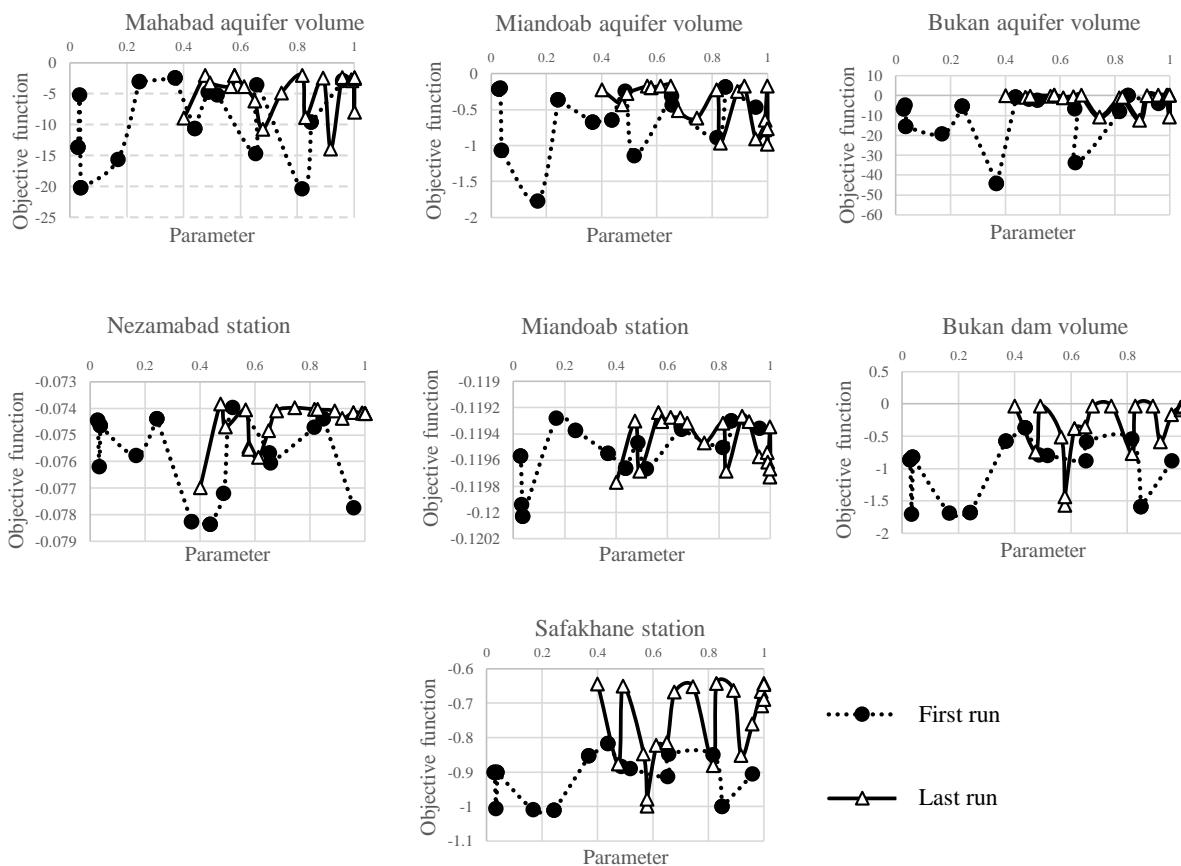 Mahabad aquifer volume
0 0.2 0.4 0.6 0.8 1
0
-5
-10
-15
-20
-25
Objective function
Parameter
Miandoab aquifer volume
0 0.2 0.4 0.6 0.8 1
0
-0.5
-1
-1.5
-2
Objective function
Parameter
Bukan aquifer volume
0 0.2 0.4 0.6 0.8 1
10
0
-10
-20
-30
-40
-50
-60
Objective function
Parameter
Nezamabad station
0 0.2 0.4 0.6 0.8 1
-0.073
-0.074
-0.075
-0.076
-0.077
-0.078
-0.079
Objective function
Parameter
Miandoab station
0 0.2 0.4 0.6 0.8 1
-0.119
-0.1192
-0.1194
-0.1196
-0.1198
-0.12
-0.1202
Objective function
Parameter
Bukan dam volume
0 0.2 0.4 0.6 0.8
0.5
0
-0.5
-1
-1.5
-2
Objective function
Parameter
Safakhane station
0 0.2 0.4 0.6 0.8 1
-0.6
-0.7
-0.8
-0.9
-1
-1.1
Objective function
Parameter
First run
Last run